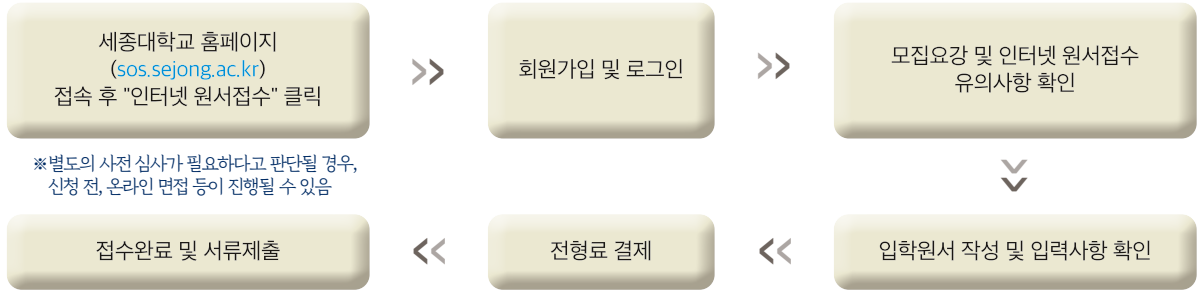 세종대학교 홈페이지
(sos.sejong.ac.kr)
접속 후 "인터넷 원서접수" 클릭
※별도의 사전 심사가 필요하다고 판단될 경우,
신청 전, 온라인 면접 등이 진행될 수 있음
회원가입 및 로그인
모집요강 및 인터넷 원서접수
유의사항 확인
입학원서 작성 및 입력사항 확인
전형료 결제
접수완료 및 서류제출